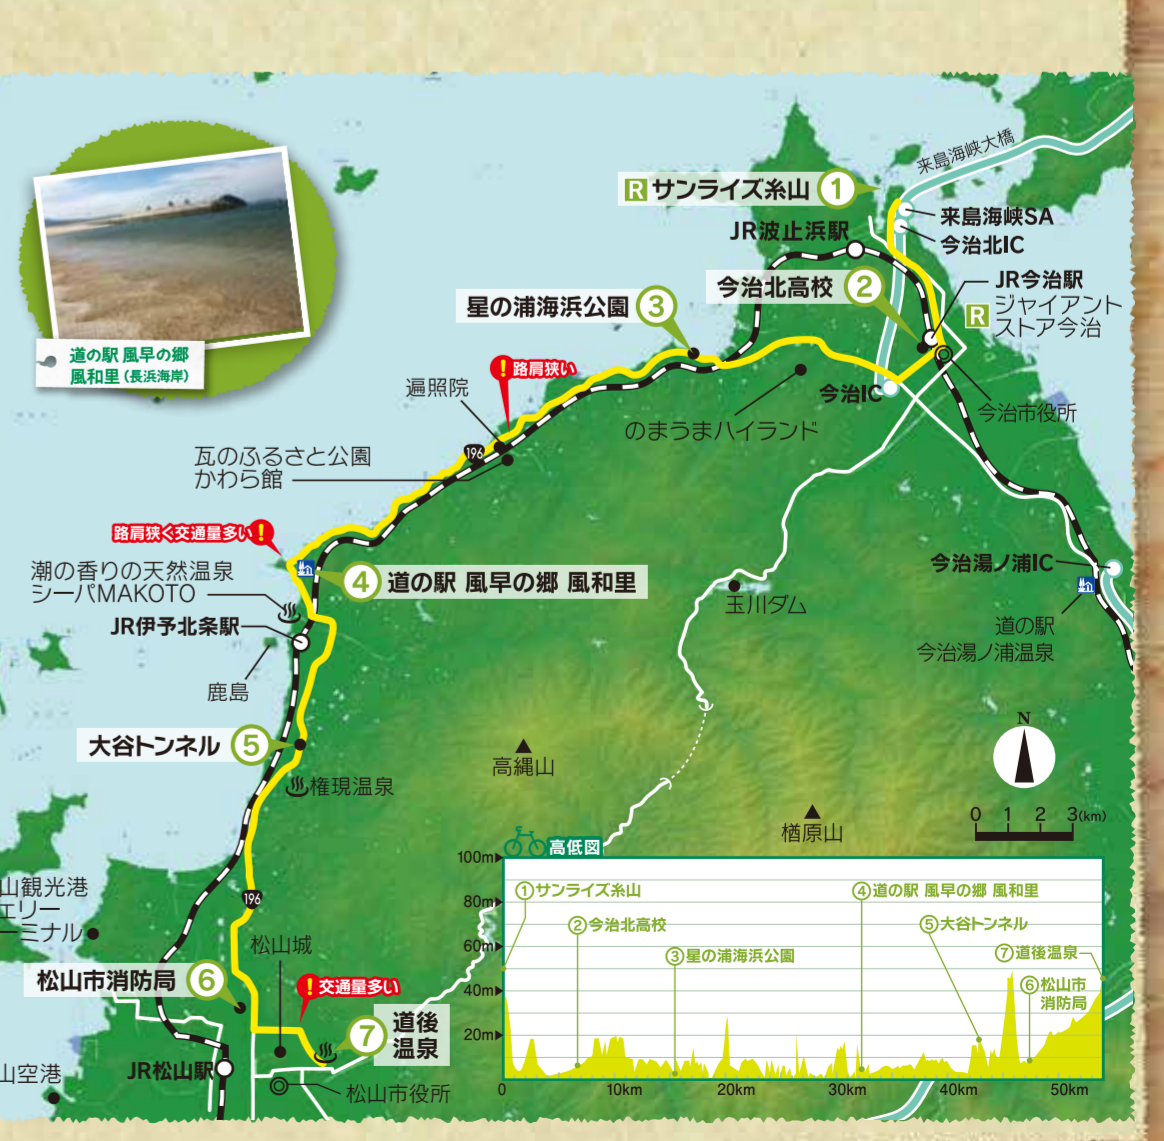 来島海峡大橋
R サンライズ糸山 1
来島海峡SA
今治北IC
JR波止浜駅
今治北高校 2
JR今治駅
R ジャイアント
ストア今治
星の浦海浜公園 3
道の駅 風早の郷
風和里(長浜海岸)
! 路肩狭い
遍照院
今治IC
今治市役所
のまうまハイランド
196
瓦のふるさと公園
かわら館
路肩狭く交通量多い !
潮の香りの天然温泉
シーパMAKOTO
4 道の駅 風早の郷 風和里
今治湯ノ浦IC
玉川ダム
JR伊予北条駅
道の駅
今治湯ノ浦温泉
鹿島
N
大谷トンネル 5
高縄山
権現温泉
0 1 2 3(km)
楢原山
高低図
100m
80m
60m
40m
20m
①サンライズ糸山
②今治北高校
③星の浦海浜公園
④道の駅 風早の郷 風和里
⑤大谷トンネル
⑦道後温泉
⑥松山市
消防局
0 10km 20km 30km 40km 50km
山観光港
ェリー
ーミナル
196
松山城
松山市消防局 6
! 交通量多い
7 道後
温泉
山空港
JR松山駅
松山市役所